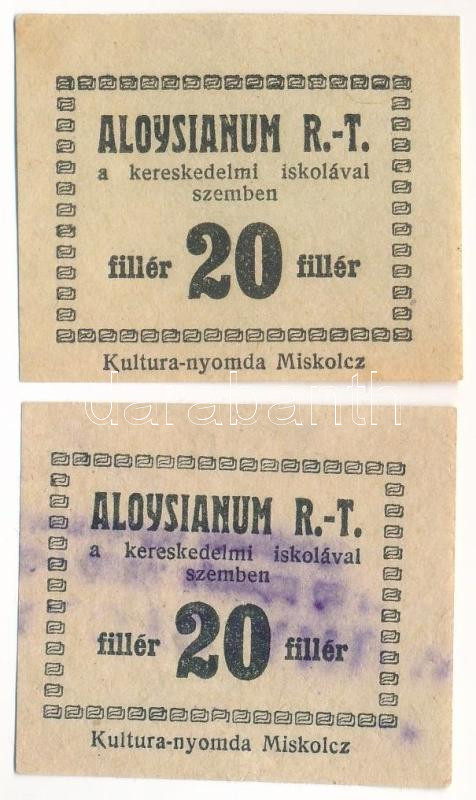 ALOYSIANUM R.-T.
a kereskedelmi iskolával
szemben
fillér 20 fillér
Kultura-nyomda Miskolcz
darabanth
ALOYSIANUM R.-T.
a kereskedelmi iskolával
szemben
fillér 20 fillér
Kultura-nyomda Miskolcz